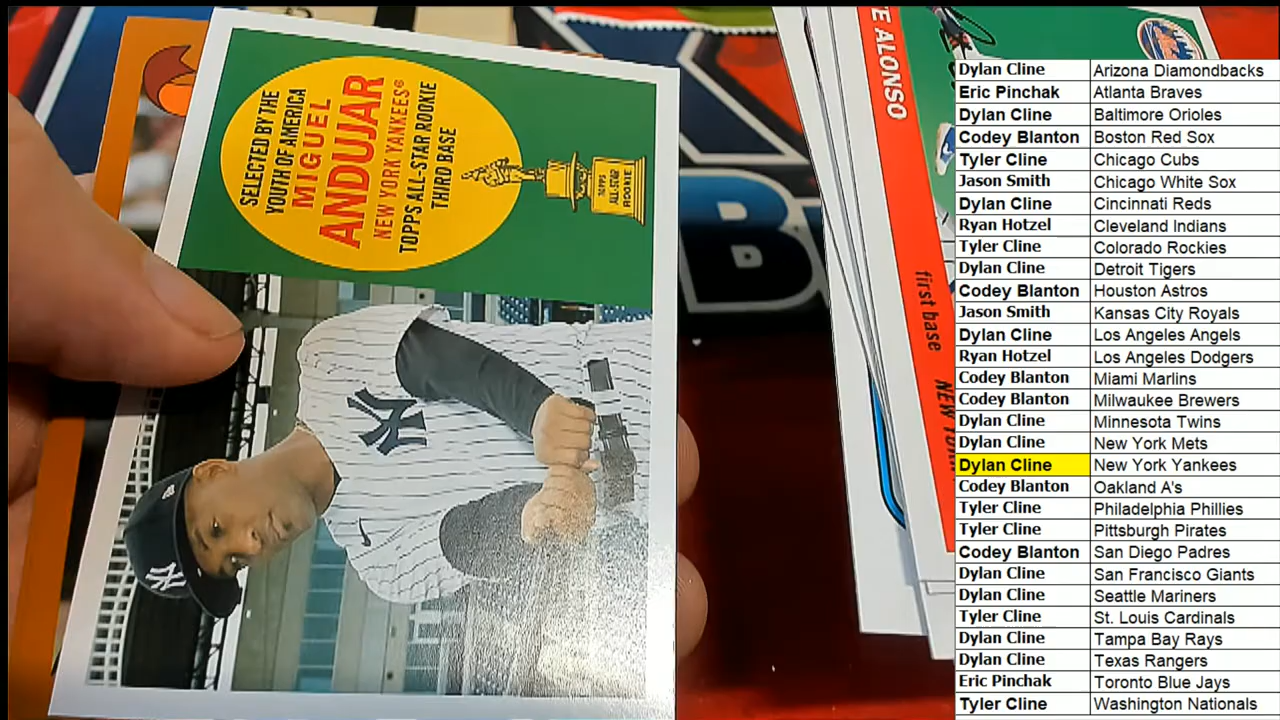 SELECTED BY THE
YOUTH OF AMERICA
MIGUEL
ANDUJAR
NEW YORK YANKEES®
TOPPS ALL-STAR ROOKIE
THIRD BASE
TOPPS
ALL-STAR
ROOKIE
NY
NY
E ALONSO
first base
NEW YORK
B
Dylan Cline Arizona Diamondbacks
Eric Pinchak Atlanta Braves
Dylan Cline Baltimore Orioles
Codey Blanton Boston Red Sox
Tyler Cline Chicago Cubs
Jason Smith Chicago White Sox
Dylan Cline Cincinnati Reds
Ryan Hotzel Cleveland Indians
Tyler Cline Colorado Rockies
Dylan Cline Detroit Tigers
Codey Blanton Houston Astros
Jason Smith Kansas City Royals
Dylan Cline Los Angeles Angels
Ryan Hotzel Los Angeles Dodgers
Codey Blanton Miami Marlins
Codey Blanton Milwaukee Brewers
Dylan Cline Minnesota Twins
Dylan Cline New York Mets
Dylan Cline New York Yankees
Codey Blanton Oakland A's
Tyler Cline Philadelphia Phillies
Tyler Cline Pittsburgh Pirates
Codey Blanton San Diego Padres
Dylan Cline San Francisco Giants
Dylan Cline Seattle Mariners
Tyler Cline St. Louis Cardinals
Dylan Cline Tampa Bay Rays
Dylan Cline Texas Rangers
Eric Pinchak Toronto Blue Jays
Tyler Cline Washington Nationals